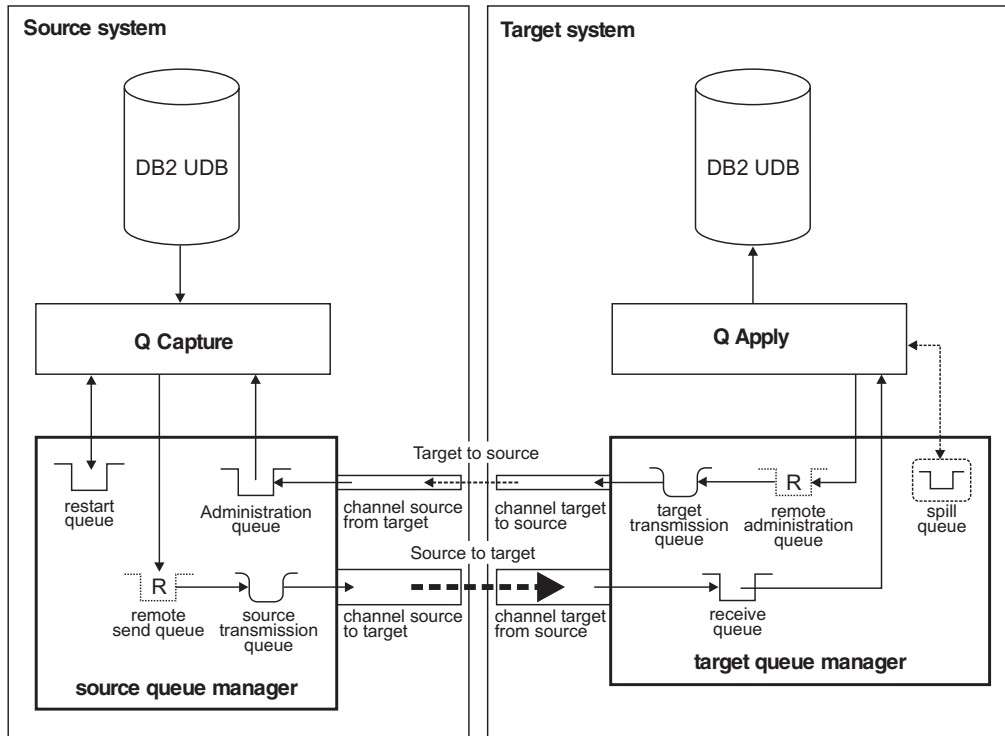 Source system
Target system
DB2 UDB
DB2 UDB
Q Capture
Q Apply
Target to source
restart
queue
Administration
queue
channel source
from target
channel target
to source
target
transmission
queue
R
remote
administration
queue
spill
queue
Source to target
R
remote
send queue
source
transmission
queue
channel source
to target
channel target
from source
receive
queue
source queue manager
target queue manager